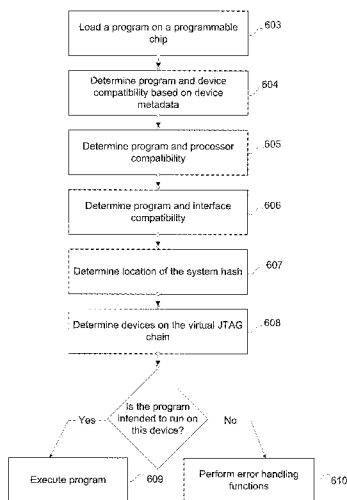 Load a program on a programmable
chip
603
Determine program and device
compatibility based on device
metadata
604
Determine program and processor
compatibility
605
Determine program and interface
compatibility
606
Determine location of the system hash
607
Determine devices on the virtual JTAG
chain
608
Is the program
intended to run on
this device?
Yes
No
Execute program
609
Perform error handling
functions
610